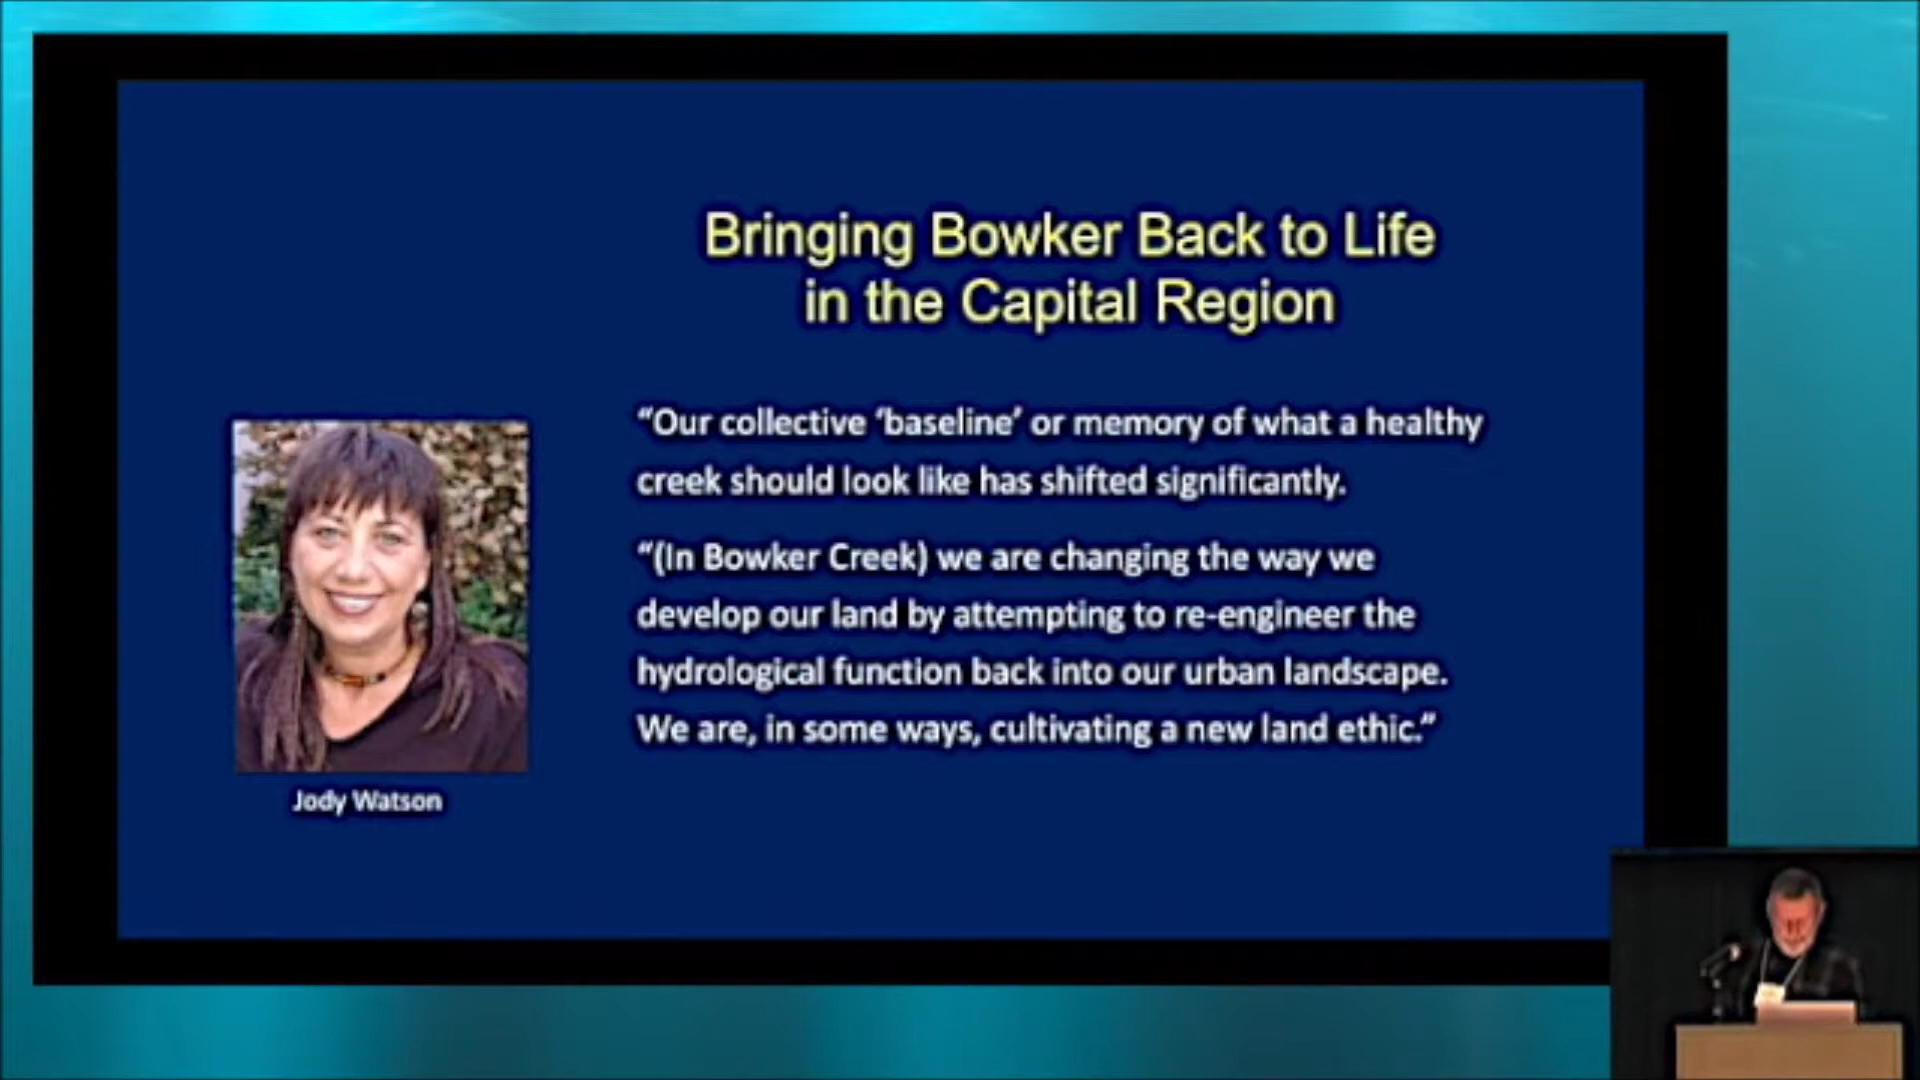 Bringing Bowker Back to Life
in the Capital Region
“Our collective ‘baseline’ or memory of what a healthy
creek should look like has shifted significantly.
“(In Bowker Creek) we are changing the way we
develop our land by attempting to re-engineer the
hydrological function back into our urban landscape.
We are, in some ways, cultivating a new land ethic.”
Jody Watson